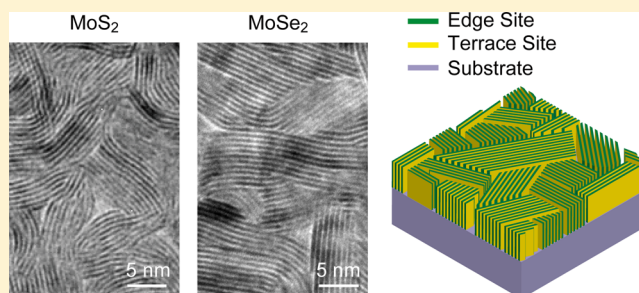 MoS₂
MoSe₂
Edge Site
Terrace Site
Substrate
5 nm
5 nm